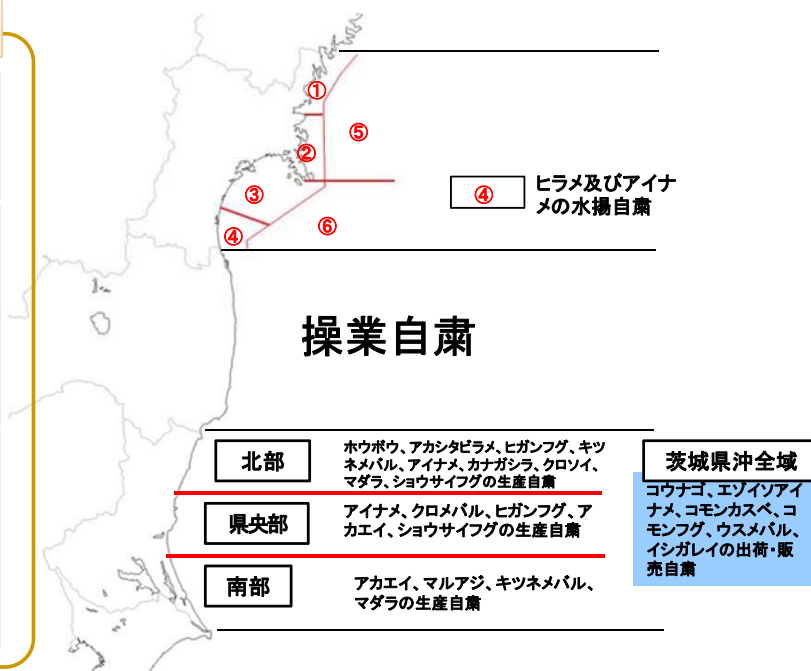 ①
②
⑤
③
④
⑥
④
ヒラメ及びアイナ
メの水揚自粛
操業自粛
北部
ホウボウ、アカシタビラメ、ヒガンフグ、キツ
ネメバル、アイナメ、カナガシラ、クロソイ、
マダラ、ショウサイフグの生産自粛
県央部
アイナメ、クロメバル、ヒガンフグ、ア
カエイ、ショウサイフグの生産自粛
南部
アカエイ、マルアジ、キツネメバル、
マダラの生産自粛
茨城県沖全域
コウナゴ、エゾイソアイ
ナメ、コモンカスベ、コ
モンフグ、ウスメバル、
イシガレイの出荷・販
売自粛